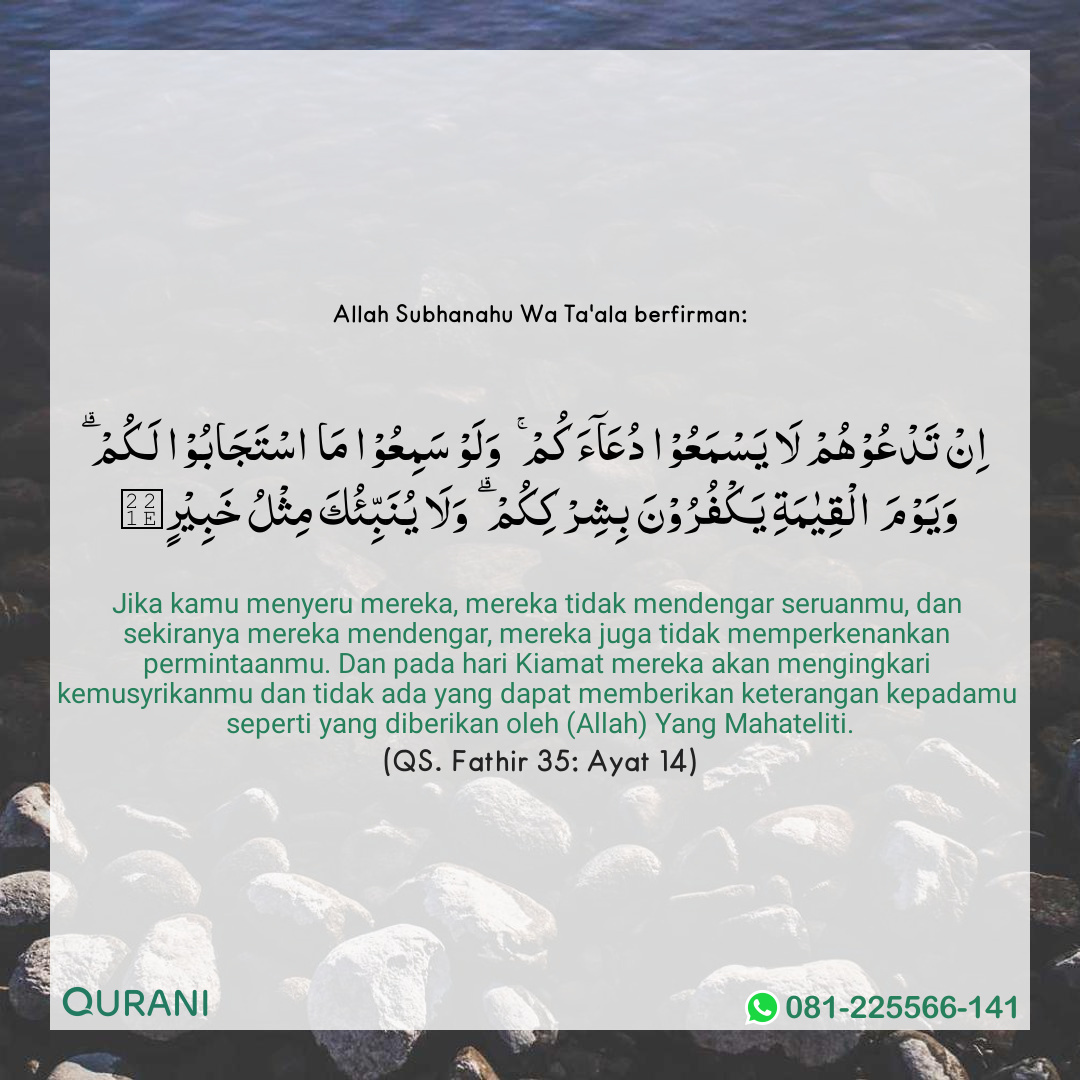 Allah Subhanahu Wa Ta'ala berfirman:
اِنْ تَدْعُوْهُمْ لَا يَسْمَعُوْا دُعَآءَكُمْ ۚ وَلَوْ سَمِعُوْا مَا اسْتَجَابُوْا لَـكُمْ ۗ
وَيَوْمَ الْقِيٰمَةِ يَكْفُرُوْنَ بِشِرْكِكُمْ ۗ وَلَا يُـنَـبِّـئُكَ مِثْلُ خَبِيْرٍ
Jika kamu menyeru mereka, mereka tidak mendengar seruanmu, dan
sekiranya mereka mendengar, mereka juga tidak memperkenankan
permintaanmu. Dan pada hari Kiamat mereka akan mengingkari
kemusyrikanmu dan tidak ada yang dapat memberikan keterangan kepadamu
seperti yang diberikan oleh (Allah) Yang Mahateliti.
(QS. Fathir 35: Ayat 14)
QURANI
081-225566-141